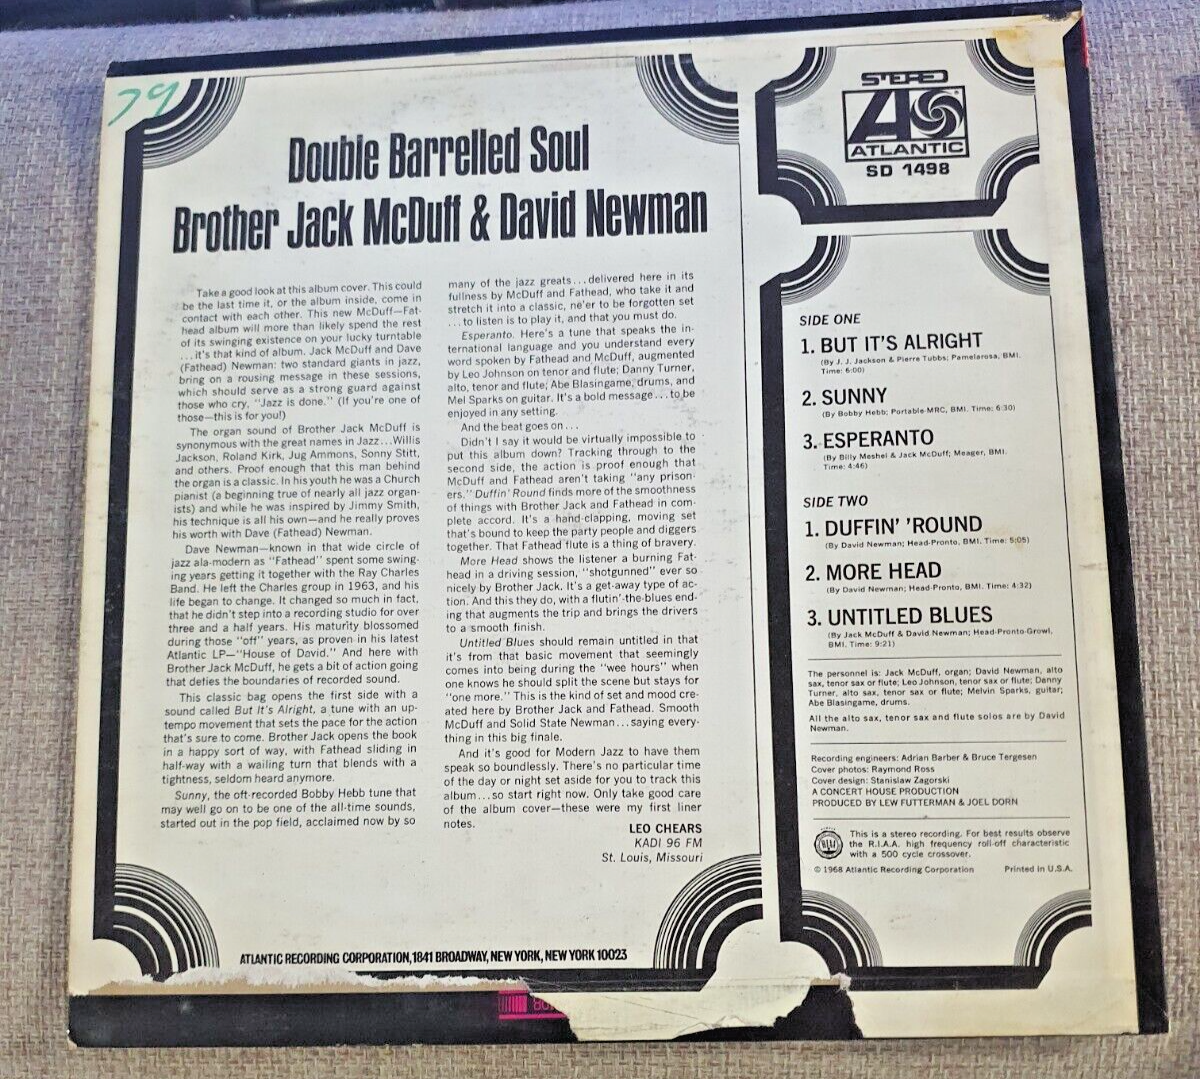 79
Double Barrelled Soul
Brother Jack McDuff & David Newman
Take a good look at this album cover. This could
be the last time it, or the album inside, come in
contact with each other. This new McDuff—Fat-
head album will more than likely spend the rest
of its swinging existence on your lucky turntable
...it's that kind of album. Jack McDuff and Dave
(Fathead) Newman: two standard giants in jazz,
bring on a rousing message in these sessions,
which should serve as a strong guard against
those who cry, "Jazz is done." (If you're one of
those—this is for you!)
The organ sound of Brother Jack McDuff is
synonymous with the great names in Jazz...Willis
Jackson, Roland Kirk, Jug Ammons, Sonny Stitt,
and others. Proof enough that this man behind
the organ is a classic. In his youth he was a Church
pianist (a beginning true of nearly all jazz organ-
ists) and while he was inspired by Jimmy Smith,
his technique is all his own—and he really proves
his worth with Dave (Fathead) Newman.
Dave Newman—known in that wide circle of
jazz ala-modern as "Fathead" spent some swing-
ing years getting it together with the Ray Charles
Band. He left the Charles group in 1963, and his
life began to change. It changed so much in fact,
that he didn't step into a recording studio for over
three and a half years. His maturity blossomed
during those "off" years, as proven in his latest
Atlantic LP—"House of David." And here with
Brother Jack McDuff, he gets a bit of action going
that defies the boundaries of recorded sound.
This classic bag opens the first side with a
sound called But It's Alright, a tune with an up-
tempo movement that sets the pace for the action
that's sure to come. Brother Jack opens the book
in a happy sort of way, with Fathead sliding in
half-way with a wailing turn that blends with a
tightness, seldom heard anymore.
Sunny, the oft-recorded Bobby Hebb tune that
may well go on to be one of the all-time sounds,
started out in the pop field, acclaimed now by so
many of the jazz greats...delivered here in its
fullness by McDuff and Fathead, who take it and
stretch it into a classic, ne'er to be forgotten set
...to listen is to play it, and that you must do.
Esperanto. Here's a tune that speaks the in-
ternational language and you understand every
word spoken by Fathead and McDuff, augmented
by Leo Johnson on tenor and flute; Danny Turner,
alto, tenor and flute; Abe Blasingame, drums, and
Mel Sparks on guitar. It's a bold message...to be
enjoyed in any setting.
And the beat goes on...
Didn't I say it would be virtually impossible to
put this album down? Tracking through to the
second side, the action is proof enough that
McDuff and Fathead aren't taking "any prison-
ers." Duffin' Round finds more of the smoothness
of things with Brother Jack and Fathead in com-
plete accord. It's a hand-clapping, moving set
that's bound to keep the party people and diggers
together. That Fathead flute is a thing of bravery.
More Head shows the listener a burning Fat-
head in a driving session, "shotgunned" ever so
nicely by Brother Jack. It's a get-away type of ac-
tion. And this they do, with a flutin'-the-blues end-
ing that augments the trip and brings the drivers
to a smooth finish.
Untitled Blues should remain untitled in that
it's from that basic movement that seemingly
comes into being during the "wee hours" when
one knows he should split the scene but stays for
"one more." This is the kind of set and mood cre-
ated here by Brother Jack and Fathead. Smooth
McDuff and Solid State Newman...saying every-
thing in this big finale.
And it's good for Modern Jazz to have them
speak so boundlessly. There's no particular time
of the day or night set aside for you to track this
album...so start right now. Only take good care
of the album cover—these were my first liner
notes.
LEO CHEARS
KADI 96 FM
St. Louis, Missouri
ATLANTIC RECORDING CORPORATION, 1841 BROADWAY, NEW YORK, NEW YORK 10023
STEREO
ATLANTIC
SD 1498
SIDE ONE
1. BUT IT'S ALRIGHT
(By J. J. Jackson & Pierre Tubbs; Pamelarosa, BMI.
Time: 6:00)
2. SUNNY
(By Bobby Hebb; Portable-MRC, BMI. Time: 6:30)
3. ESPERANTO
(By Billy Meshel & Jack McDuff; Meager, BMI.
Time: 4:46)
SIDE TWO
1. DUFFIN' 'ROUND
(By David Newman; Head-Pronto, BMI. Time: 5:05)
2. MORE HEAD
(By David Newman; Head-Pronto, BMI. Time: 4:32)
3. UNTITLED BLUES
(By Jack McDuff & David Newman; Head-Pronto-Growl,
BMI. Time: 9:21)
The personnel is: Jack McDuff, organ; David Newman, alto
sax, tenor sax or flute; Leo Johnson, tenor sax or flute; Danny
Turner, alto sax, tenor sax or flute; Melvin Sparks, guitar;
Abe Blasingame, drums.
All the alto sax, tenor sax and flute solos are by David
Newman.
Recording engineers: Adrian Barber & Bruce Tergesen
Cover photos: Raymond Ross
Cover design: Stanislaw Zagorski
A CONCERT HOUSE PRODUCTION
PRODUCED BY LEW FUTTERMAN & JOEL DORN
This is a stereo recording. For best results observe
the R.I.A.A. high frequency roll-off characteristic
with a 500 cycle crossover.
© 1968 Atlantic Recording Corporation Printed in U.S.A.